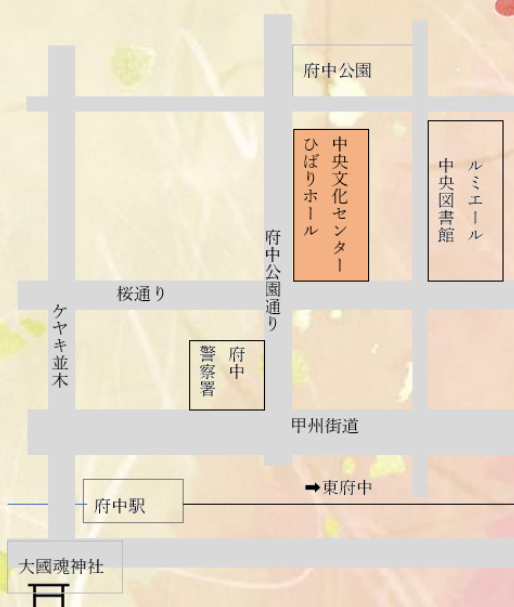 府中公園
中央文化センター
ひばりホール
ルミエール
中央図書館
府中公園通り
桜通り
ケヤキ並木
府中
警察署
甲州街道
➡東府中
府中駅
大國魂神社